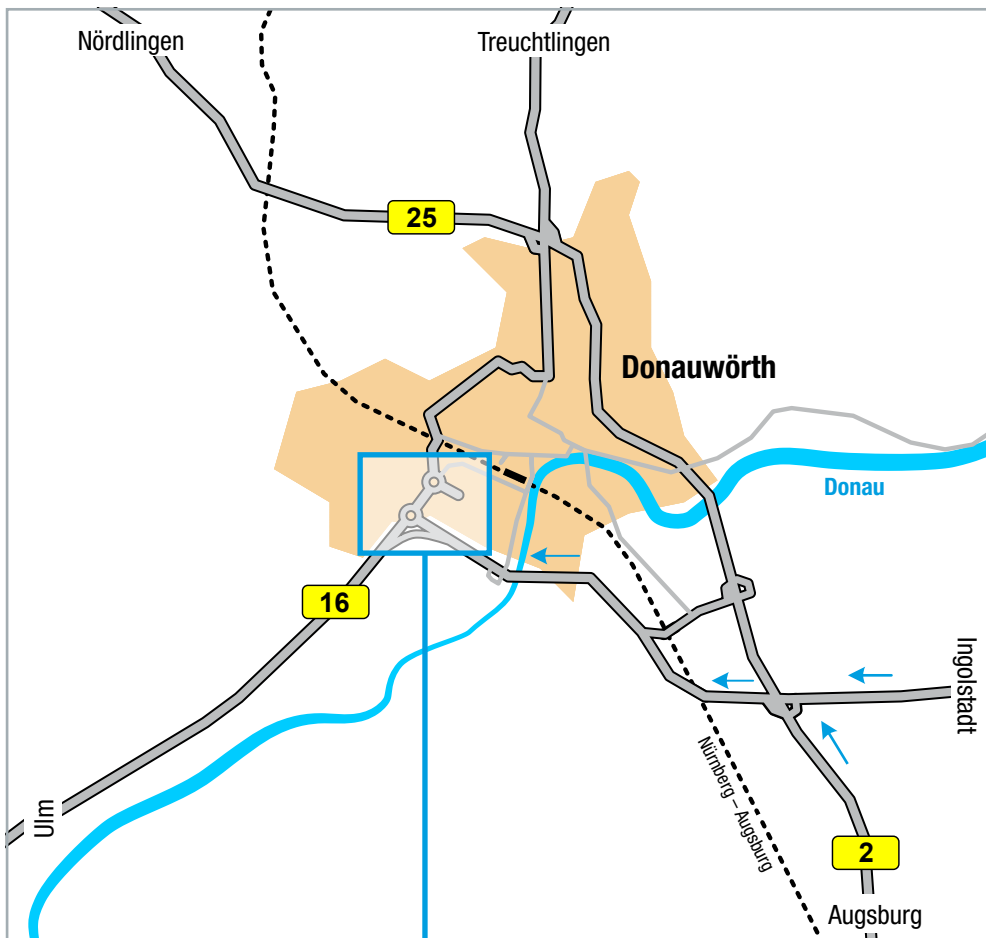 Nördlingen
Treuchtlingen
25
Donauwörth
Donau
16
Ingolstadt
Nürnberg – Augsburg
Ulm
2
Augsburg